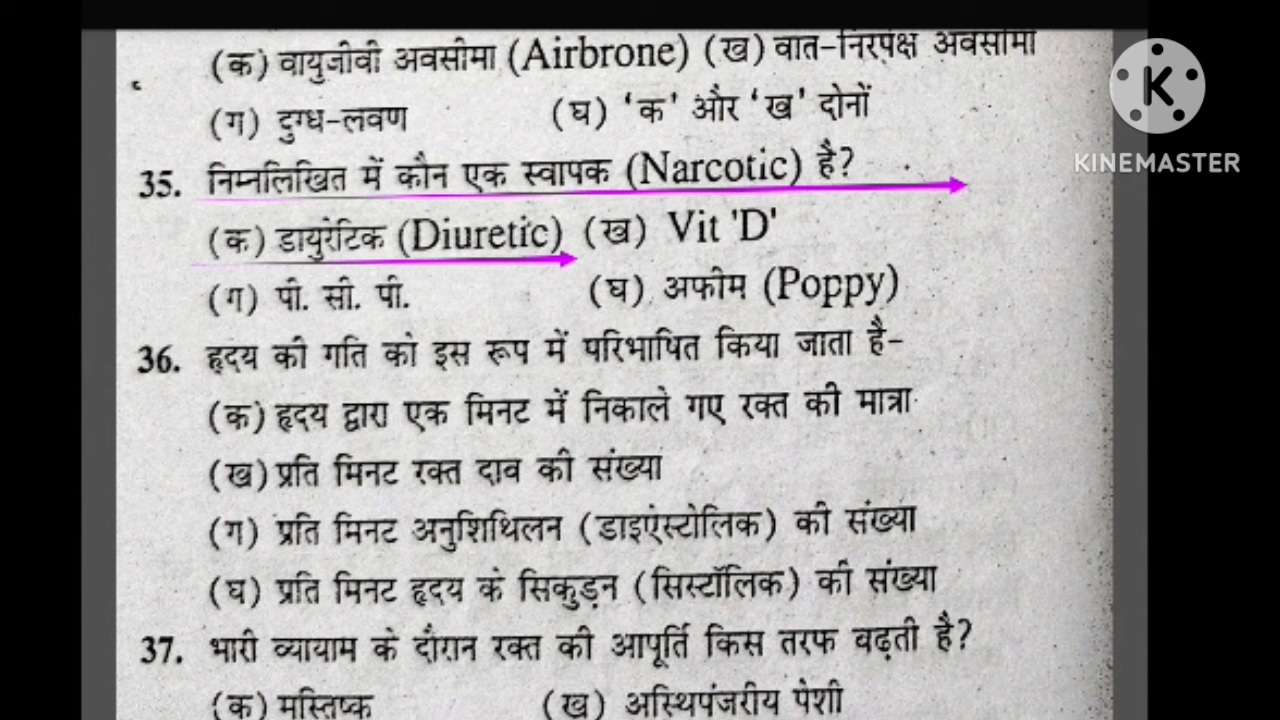 (क) वायुजीवी अवसीमा (Airbrone) (ख) वात-निरपेक्ष अवसीमा
(ग) दुग्ध-लवण (घ) 'क' और 'ख' दोनों
35. निम्नलिखित में कौन एक स्वापक (Narcotic) है?
(क) डायुरेटिक (Diuretic) (ख) Vit 'D'
(ग) पी. सी. पी. (घ) अफीम (Poppy)
36. हृदय की गति को इस रूप में परिभाषित किया जाता है-
(क) हृदय द्वारा एक मिनट में निकाले गए रक्त की मात्रा
(ख) प्रति मिनट रक्त दाव की संख्या
(ग) प्रति मिनट अनुशिथिलन (डाइएस्टोलिक) की संख्या
(घ) प्रति मिनट हृदय के सिकुड़न (सिस्टॉलिक) की संख्या
37. भारी व्यायाम के दौरान रक्त की आपूर्ति किस तरफ बढ़ती है?
(क) मस्तिष्क (ख) अस्थिपंजरीय पेशी
K
KINEMASTER